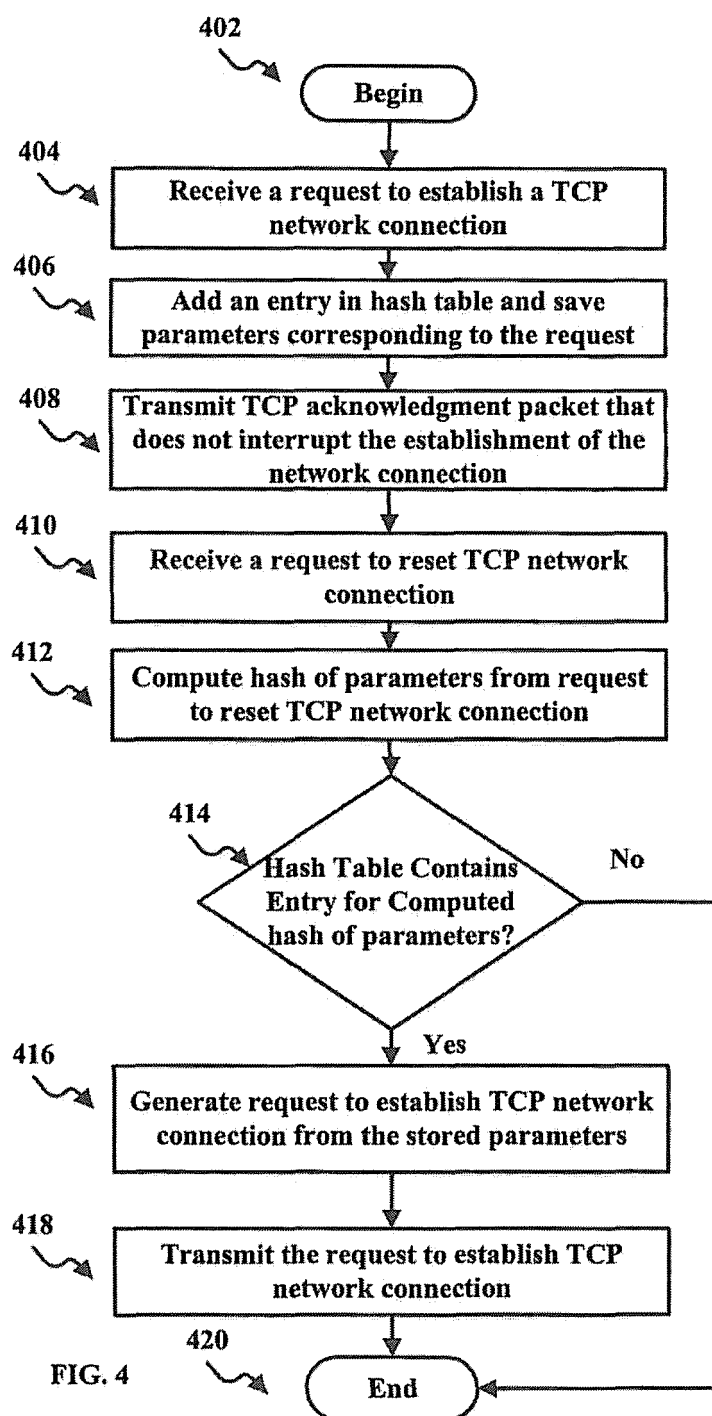 402
Begin
404
Receive a request to establish a TCP
network connection
406
Add an entry in hash table and save
parameters corresponding to the request
408
Transmit TCP acknowledgment packet that
does not interrupt the establishment of the
network connection
410
Receive a request to reset TCP network
connection
412
Compute hash of parameters from request
to reset TCP network connection
414
Hash Table Contains
Entry for Computed
hash of parameters?
No
Yes
416
Generate request to establish TCP network
connection from the stored parameters
418
Transmit the request to establish TCP
network connection
420
End
FIG. 4